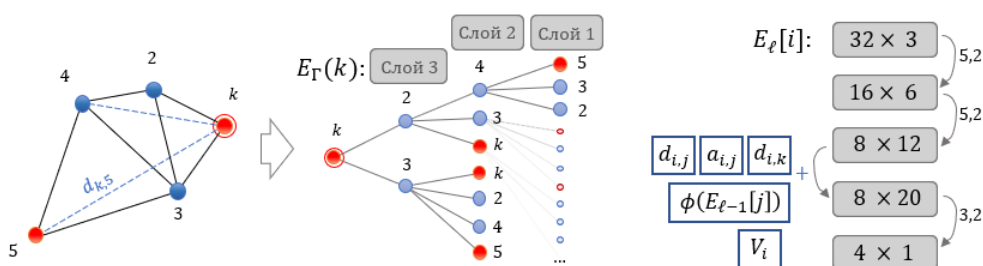 4
2
k
d_{k,5}
3
5
E_Γ(k):
Слой 3
Слой 2
Слой 1
k
2
3
4
3
k
k
2
4
5
5
3
2
...
E_ℓ[i]:
32 × 3
5,2
16 × 6
5,2
8 × 12
d_{i,j}
a_{i,j}
d_{i,k}
+
ϕ(E_{ℓ−1}[j])
8 × 20
3,2
V_i
4 × 1